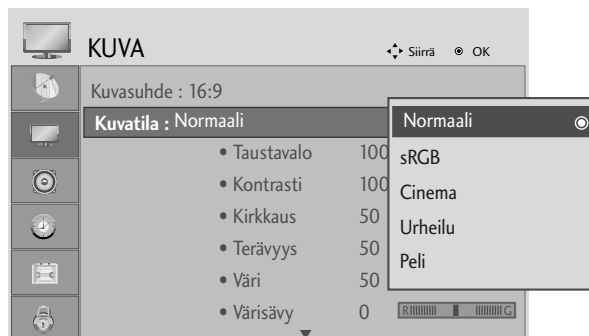 KUVA
Siirrä OK
Kuvasuhde : 16:9
Kuvatila : Normaali
• Taustavalo 100
• Kontrasti 100
• Kirkkaus 50
• Terävyys 50
• Väri 50
• Värisävy 0 R G
Normaali
sRGB
Cinema
Urheilu
Peli